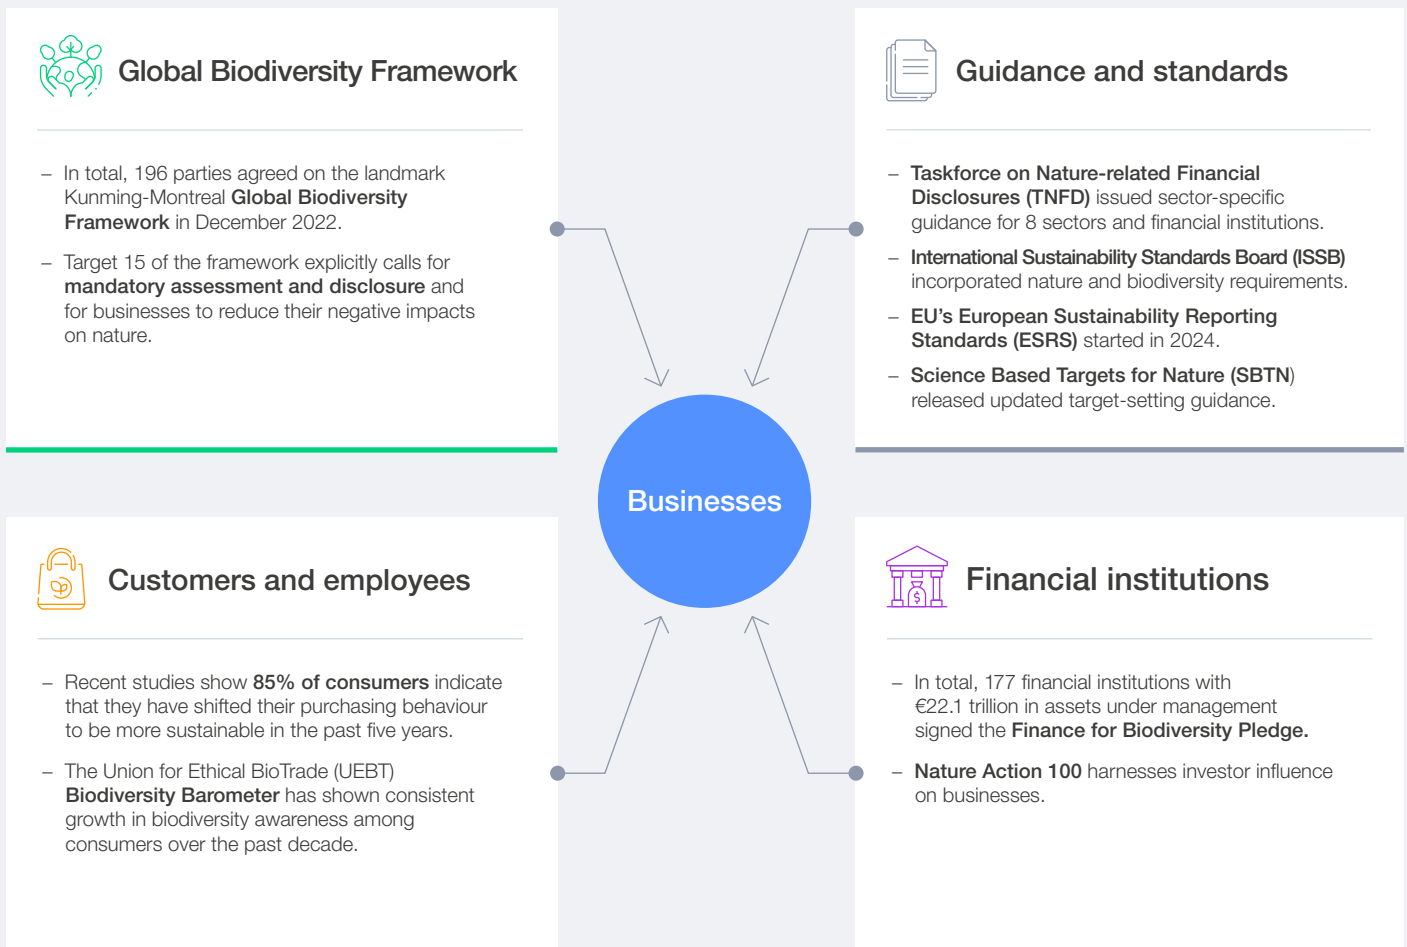 Global Biodiversity Framework
– In total, 196 parties agreed on the landmark
Kunming-Montreal Global Biodiversity
Framework in December 2022.
– Target 15 of the framework explicitly calls for
mandatory assessment and disclosure and
for businesses to reduce their negative impacts
on nature.
Guidance and standards
– Taskforce on Nature-related Financial
Disclosures (TNFD) issued sector-specific
guidance for 8 sectors and financial institutions.
– International Sustainability Standards Board (ISSB)
incorporated nature and biodiversity requirements.
– EU’s European Sustainability Reporting
Standards (ESRS) started in 2024.
– Science Based Targets for Nature (SBTN)
released updated target-setting guidance.
Businesses
Customers and employees
– Recent studies show 85% of consumers indicate
that they have shifted their purchasing behaviour
to be more sustainable in the past five years.
– The Union for Ethical BioTrade (UEBT)
Biodiversity Barometer has shown consistent
growth in biodiversity awareness among
consumers over the past decade.
$
Financial institutions
– In total, 177 financial institutions with
€22.1 trillion in assets under management
signed the Finance for Biodiversity Pledge.
– Nature Action 100 harnesses investor influence
on businesses.